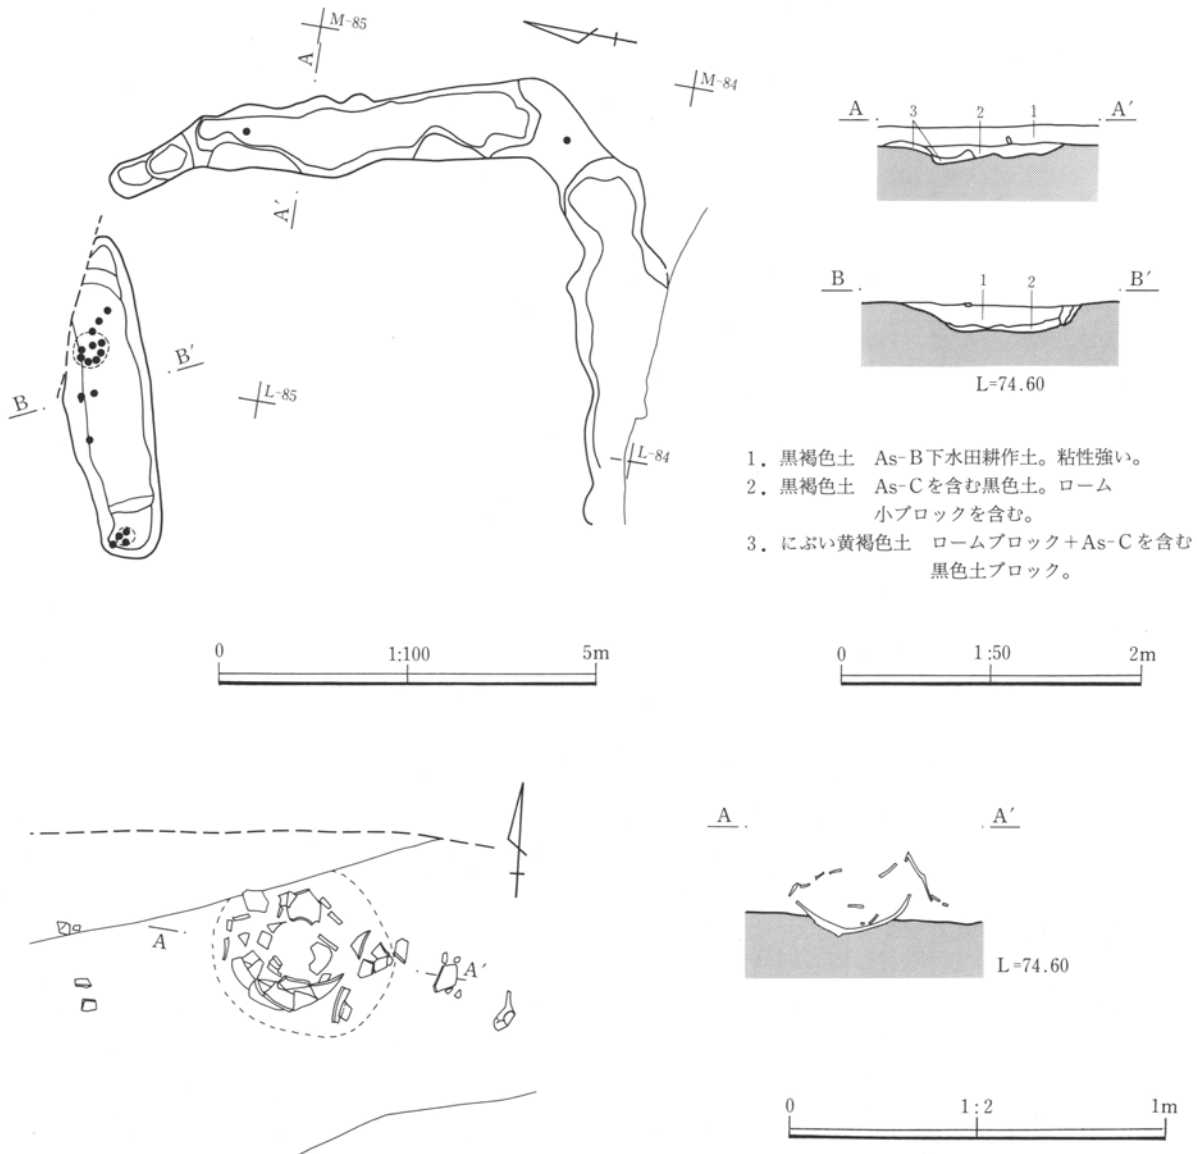 M-85
A
M-84
A′
B′
L-85
B
L-84
A 3 2 1 A′
B 1 2 B′
L=74.60
1. 黒褐色土 As-B下水田耕作土。粘性強い。
2. 黒褐色土 As-Cを含む黒色土。ローム
小ブロックを含む。
3. にぶい黄褐色土 ロームブロック+As-Cを含む
黒色土ブロック。
0 1:100 5m
0 1:50 2m
A
A′
A A′
L=74.60
0 1:2 1m